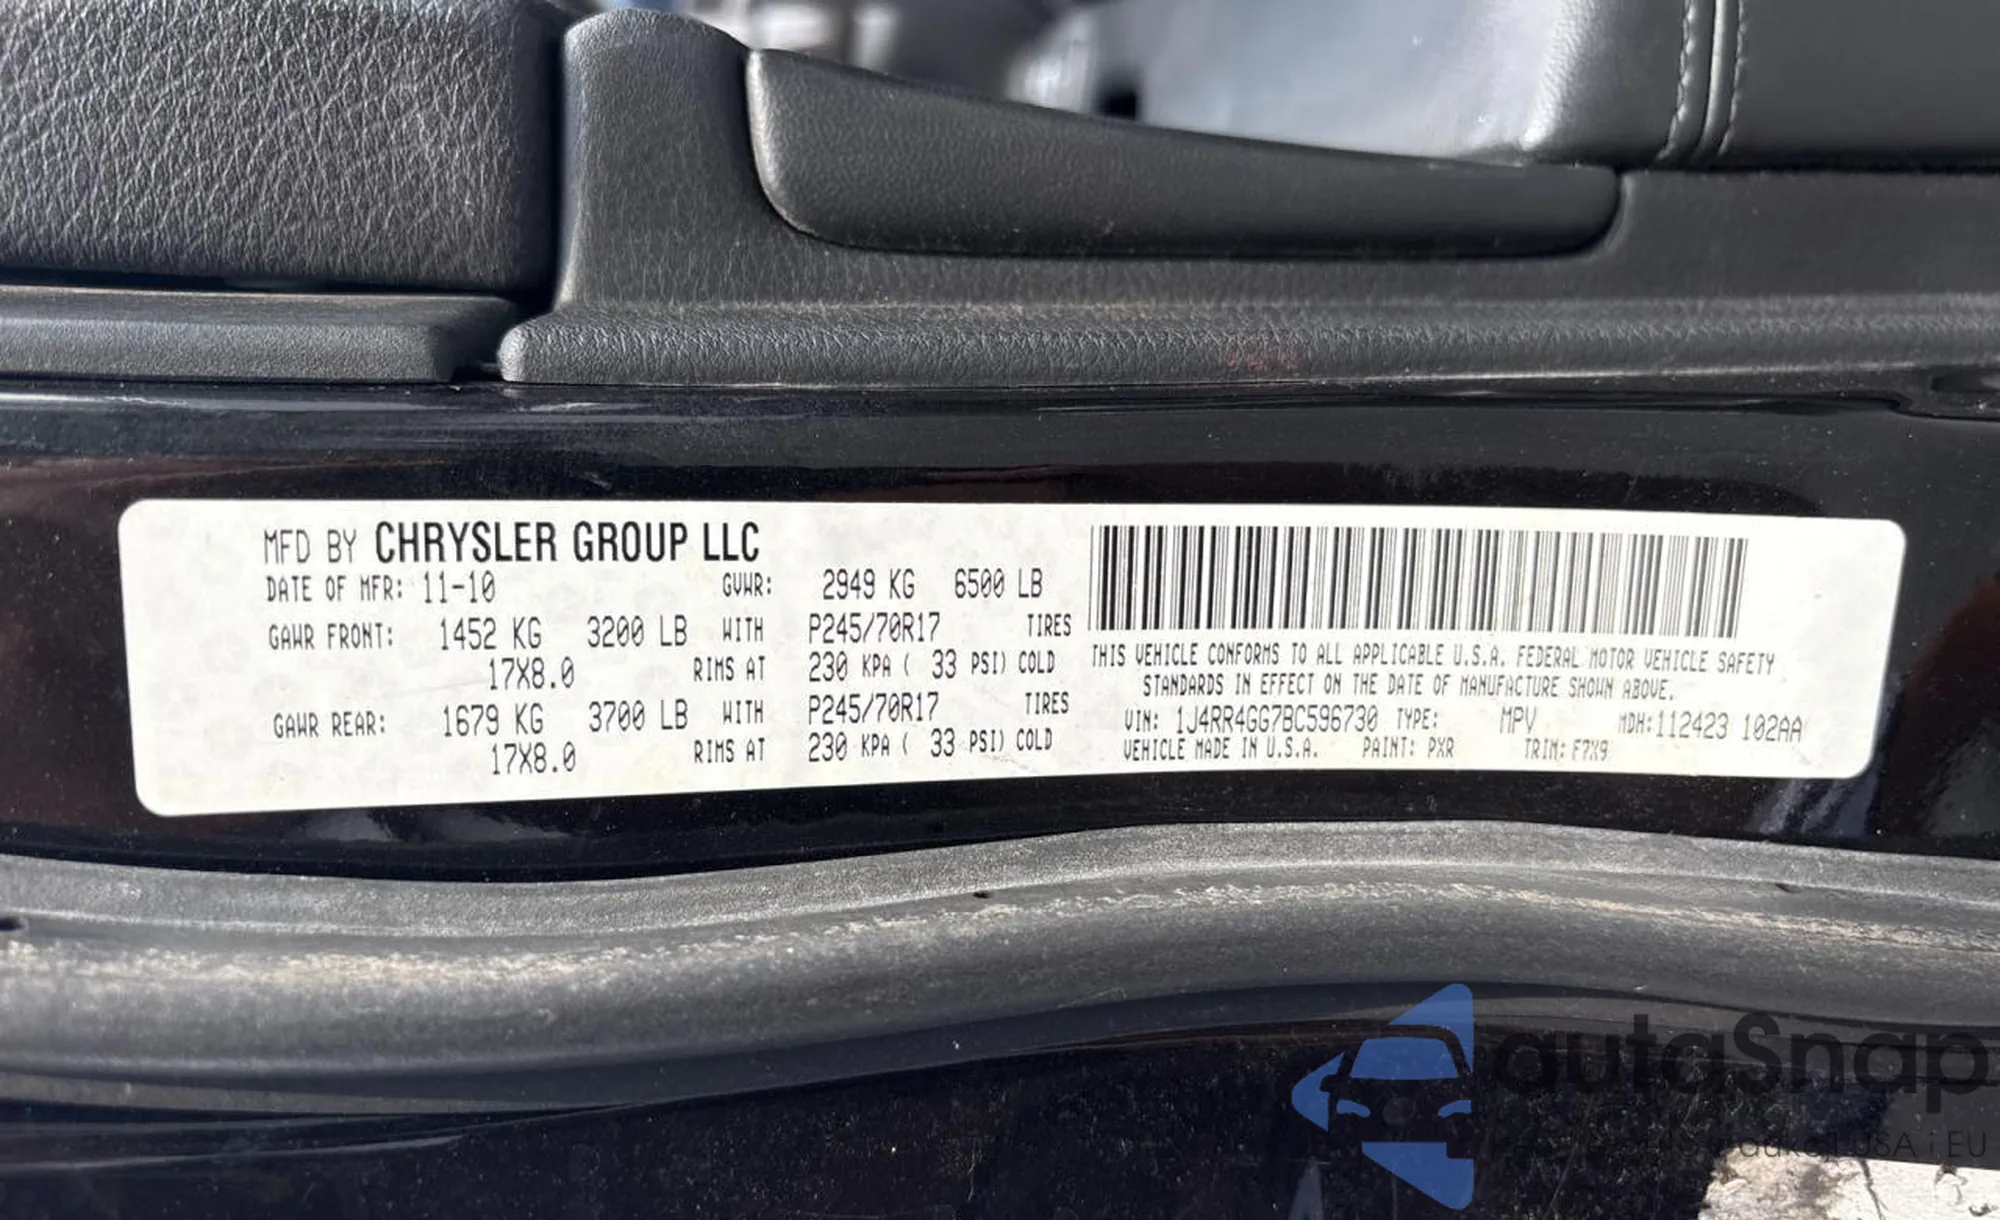 MFD BY CHRYSLER GROUP LLC
DATE OF MFR: 11-10 GVWR: 2949 KG 6500 LB
GAWR FRONT: 1452 KG 3200 LB WITH P245/70R17 TIRES
17X8.0 RIMS AT 230 KPA ( 33 PSI) COLD
GAWR REAR: 1679 KG 3700 LB WITH P245/70R17 TIRES
17X8.0 RIMS AT 230 KPA ( 33 PSI) COLD
THIS VEHICLE CONFORMS TO ALL APPLICABLE U.S.A. FEDERAL MOTOR VEHICLE SAFETY
STANDARDS IN EFFECT ON THE DATE OF MANUFACTURE SHOWN ABOVE.
VIN: 1J4RR4GG7BC596730 TYPE: MPV MDH:112423 102AA
VEHICLE MADE IN U.S.A. PAINT: PXR TRIM: F7X9
autoSnap
USA i EU